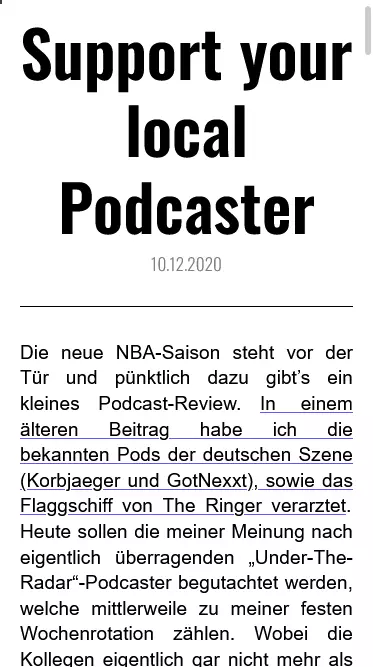 Support your
local
Podcaster
10.12.2020
Die neue NBA-Saison steht vor der
Tür und pünktlich dazu gibt’s ein
kleines Podcast-Review. In einem
älteren Beitrag habe ich die
bekannten Pods der deutschen Szene
(Korbjaeger und GotNexxt), sowie das
Flaggschiff von The Ringer verarztet.
Heute sollen die meiner Meinung nach
eigentlich überragenden „Under-The-
Radar“-Podcaster begutachtet werden,
welche mittlerweile zu meiner festen
Wochenrotation zählen. Wobei die
Kollegen eigentlich gar nicht mehr als